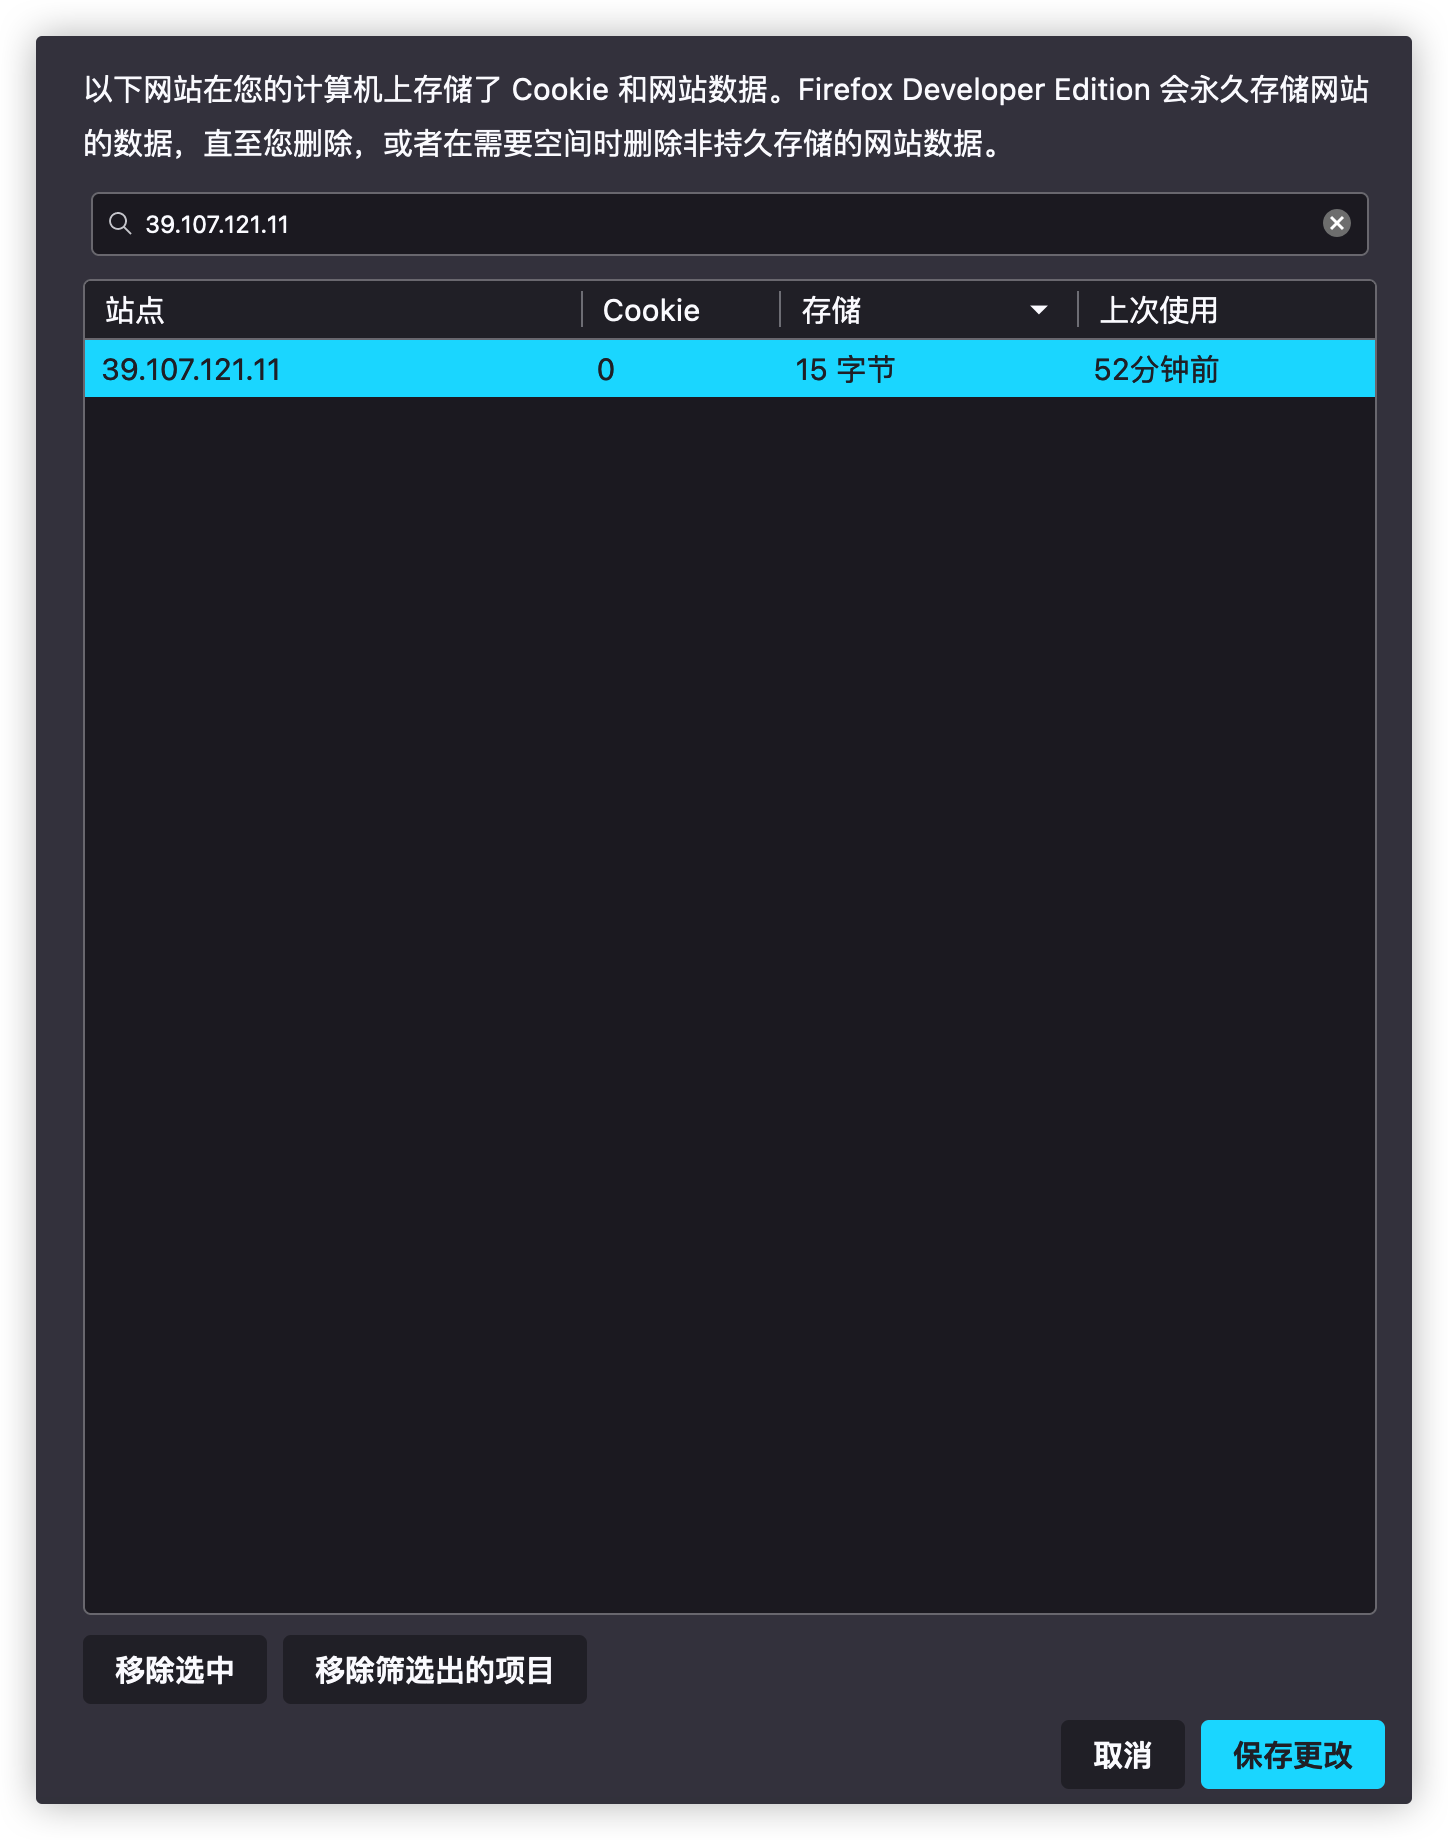 以下网站在您的计算机上存储了 Cookie 和网站数据。Firefox Developer Edition 会永久存储网站
的数据，直至您删除，或者在需要空间时删除非持久存储的网站数据。
39.107.121.11
站点 Cookie 存储 上次使用
39.107.121.11 0 15 字节 52分钟前
移除选中 移除筛选出的项目
取消 保存更改